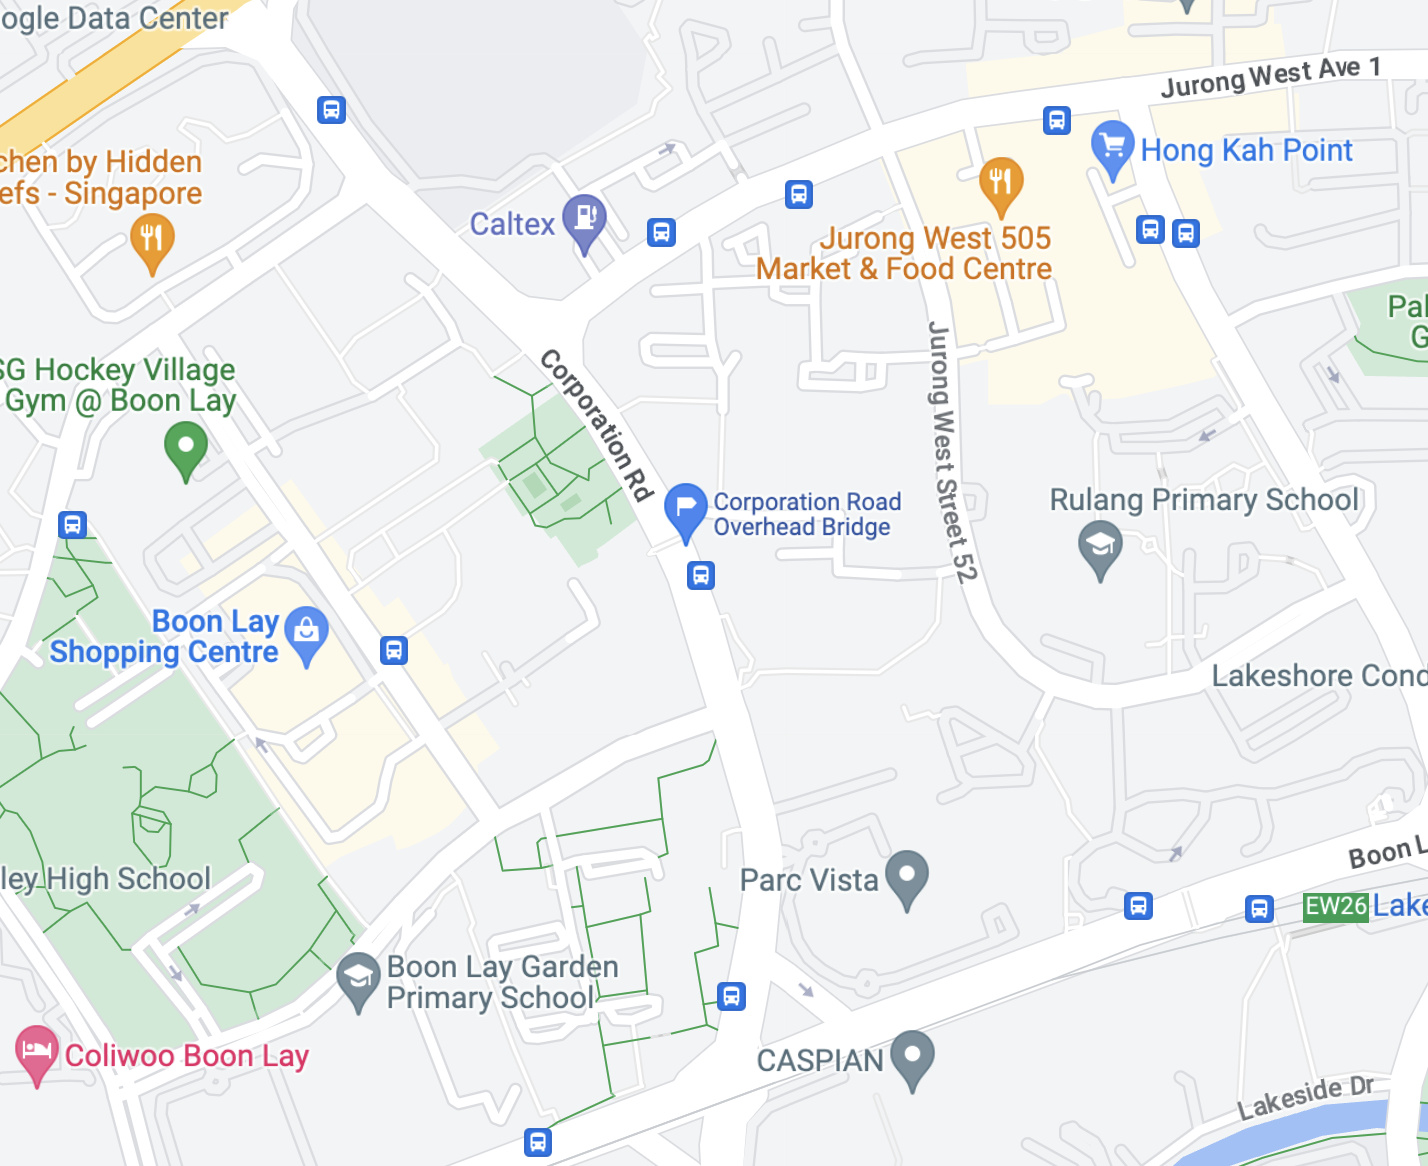 ogle Data Center
Jurong West Ave 1
chen by Hidden
efs - Singapore
Hong Kah Point
Caltex
Jurong West 505
Market & Food Centre
Pal
G
SG Hockey Village
Gym @ Boon Lay
Corporation Rd
Jurong West Street 52
Corporation Road
Overhead Bridge
Rulang Primary School
Boon Lay
Shopping Centre
Lakeshore Cond
Boon L
ley High School
Parc Vista
EW26
Lake
Boon Lay Garden
Primary School
Coliwoo Boon Lay
CASPIAN
Lakeside Dr